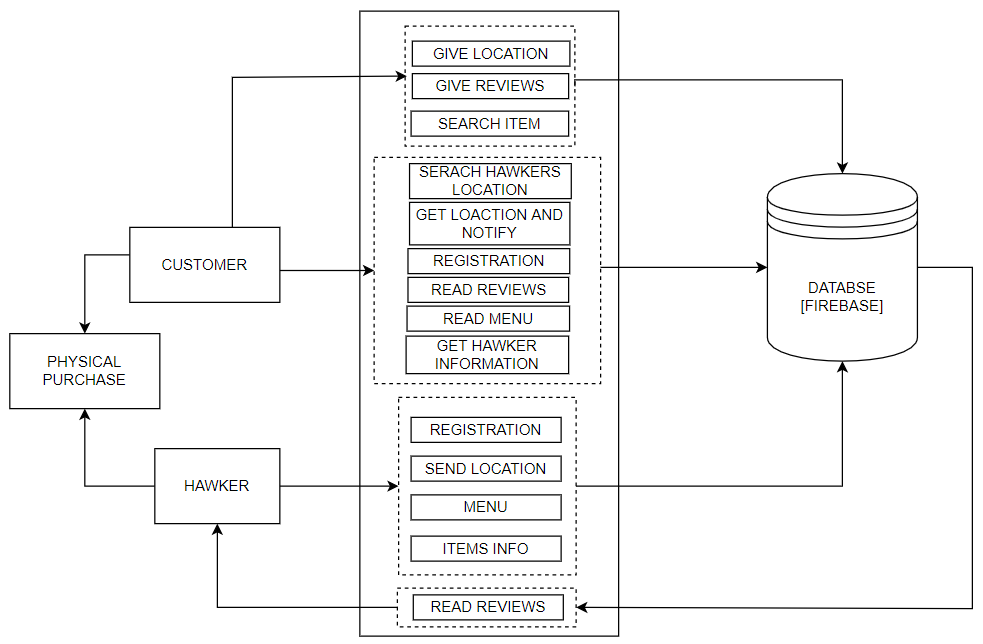 GIVE LOCATION
GIVE REVIEWS
SEARCH ITEM
SERACH HAWKERS
LOCATION
GET LOACTION AND
NOTIFY
REGISTRATION
READ REVIEWS
READ MENU
GET HAWKER
INFORMATION
CUSTOMER
PHYSICAL
PURCHASE
HAWKER
REGISTRATION
SEND LOCATION
MENU
ITEMS INFO
READ REVIEWS
DATABSE
[FIREBASE]